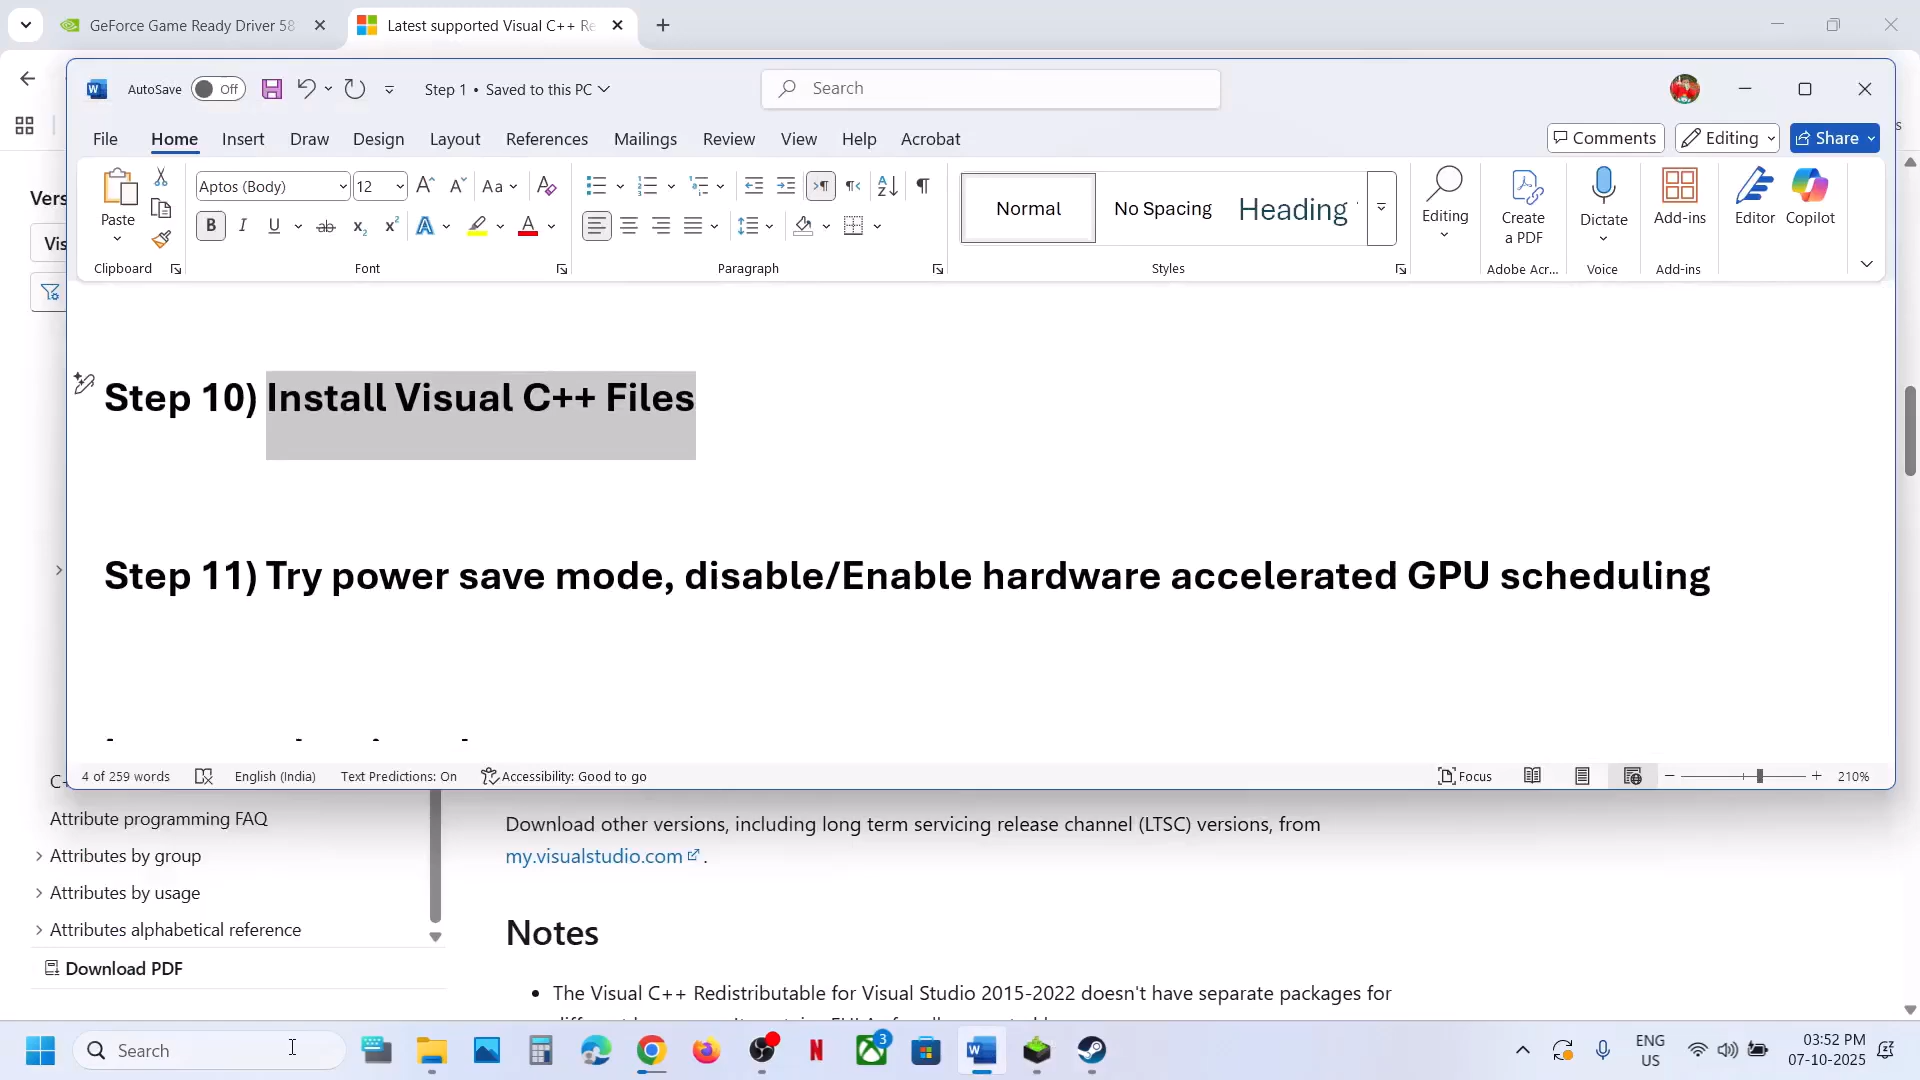 GeForce Game Ready Driver 58
Latest supported Visual C++ Re
AutoSave Off
Step 1 • Saved to this PC
Search
File Home Insert Draw Design Layout References Mailings Review View Help Acrobat
Comments Editing Share
Vers
Vis
Paste
Clipboard
Aptos (Body) 12
Font
Paragraph
Normal
No Spacing
Heading
Styles
Editing
Create a PDF
Adobe Acr...
Dictate
Voice
Add-ins
Add-ins
Editor
Copilot
Step 10) Install Visual C++ Files
Step 11) Try power save mode, disable/Enable hardware accelerated GPU scheduling
4 of 259 words English (India) Text Predictions: On Accessibility: Good to go Focus 210%
Attribute programming FAQ
Attributes by group
Attributes by usage
Attributes alphabetical reference
Download PDF
Download other versions, including long term servicing release channel (LTSC) versions, from
my.visualstudio.com .
Notes
• The Visual C++ Redistributable for Visual Studio 2015-2022 doesn't have separate packages for
Search
3
ENG
US
03:52 PM
07-10-2025